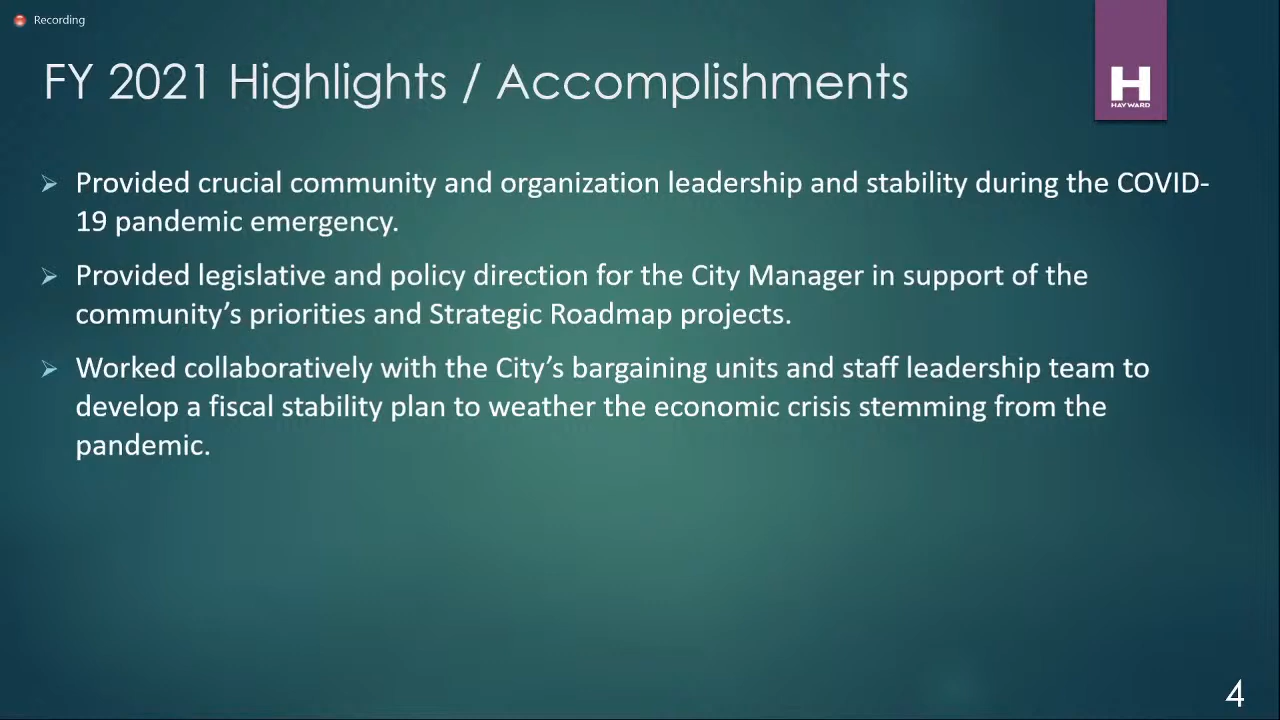 Recording
FY 2021 Highlights / Accomplishments
H
HAYWARD
Provided crucial community and organization leadership and stability during the COVID-
19 pandemic emergency.
Provided legislative and policy direction for the City Manager in support of the
community’s priorities and Strategic Roadmap projects.
Worked collaboratively with the City’s bargaining units and staff leadership team to
develop a fiscal stability plan to weather the economic crisis stemming from the
pandemic.
4